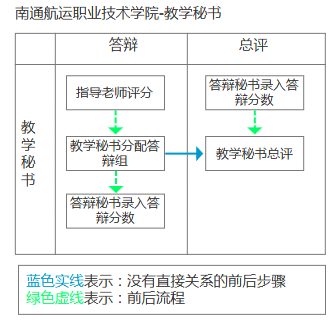 南通航运职业技术学院-教学秘书
答辩
总评
教学秘书
指导老师评分
答辩秘书录入答
辩分数
教学秘书分配答
辩组
教学秘书总评
答辩秘书录入答
辩分数
蓝色实线表示：没有直接关系的前后步骤
绿色虚线表示：前后流程